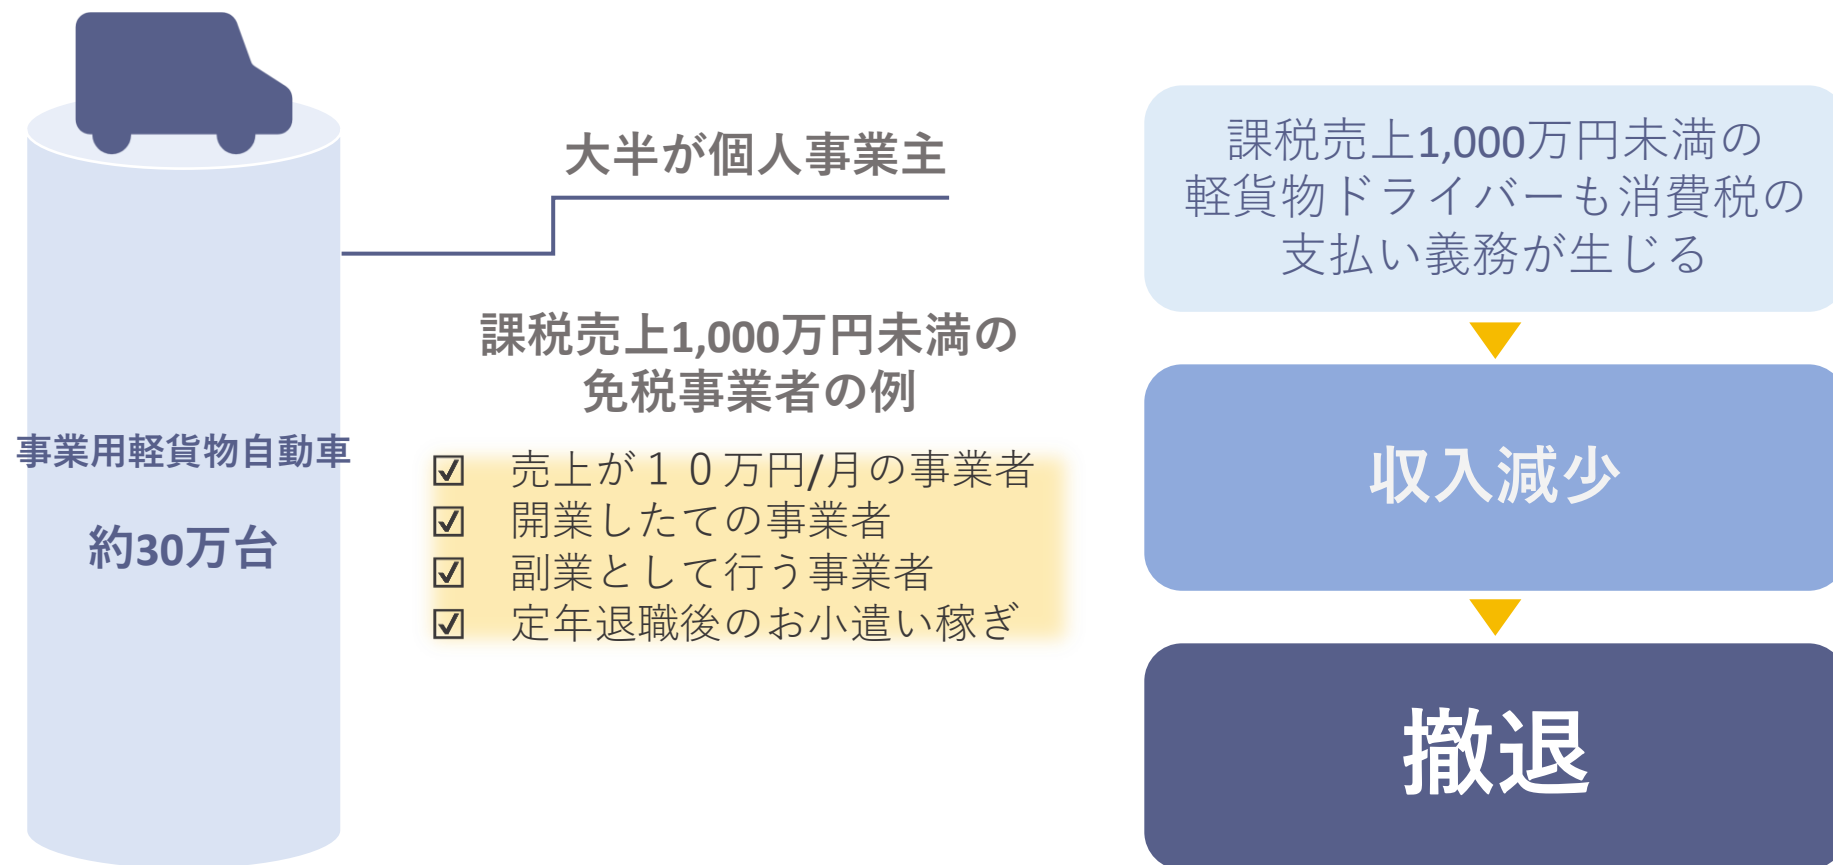 事業用軽貨物自動車
約30万台
大半が個人事業主
課税売上1,000万円未満の
免税事業者の例
☑ 売上が１０万円/月の事業者
☑ 開業したての事業者
☑ 副業として行う事業者
☑ 定年退職後のお小遣い稼ぎ
課税売上1,000万円未満の
軽貨物ドライバーも消費税の
支払い義務が生じる
収入減少
撤退